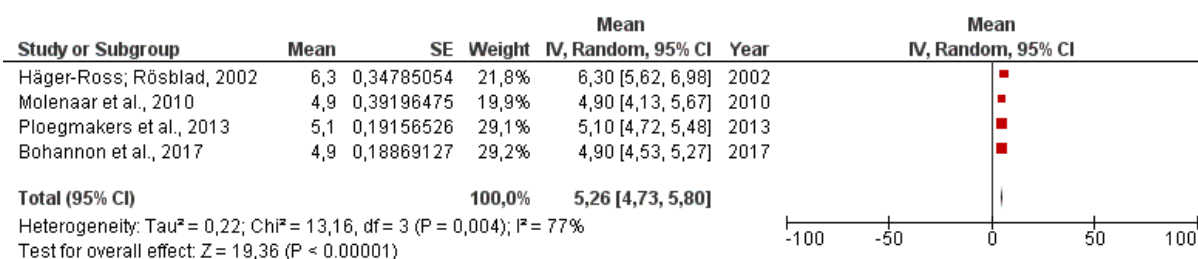 Mean Mean
Study or Subgroup Mean SE Weight IV, Random, 95% CI Year IV, Random, 95% CI
Häger-Ross; Rösblad, 2002 6,3 0,34785054 21,8% 6,30 [5,62, 6,98] 2002
Molenaar et al., 2010 4,9 0,39196475 19,9% 4,90 [4,13, 5,67] 2010
Ploegmakers et al., 2013 5,1 0,19156526 29,1% 5,10 [4,72, 5,48] 2013
Bohannon et al., 2017 4,9 0,18869127 29,2% 4,90 [4,53, 5,27] 2017
Total (95% CI) 100,0% 5,26 [4,73, 5,80]
Heterogeneity: Tau² = 0,22; Chi² = 13,16, df = 3 (P = 0,004); I² = 77%
Test for overall effect: Z = 19,36 (P < 0.00001)
-100 -50 0 50 100